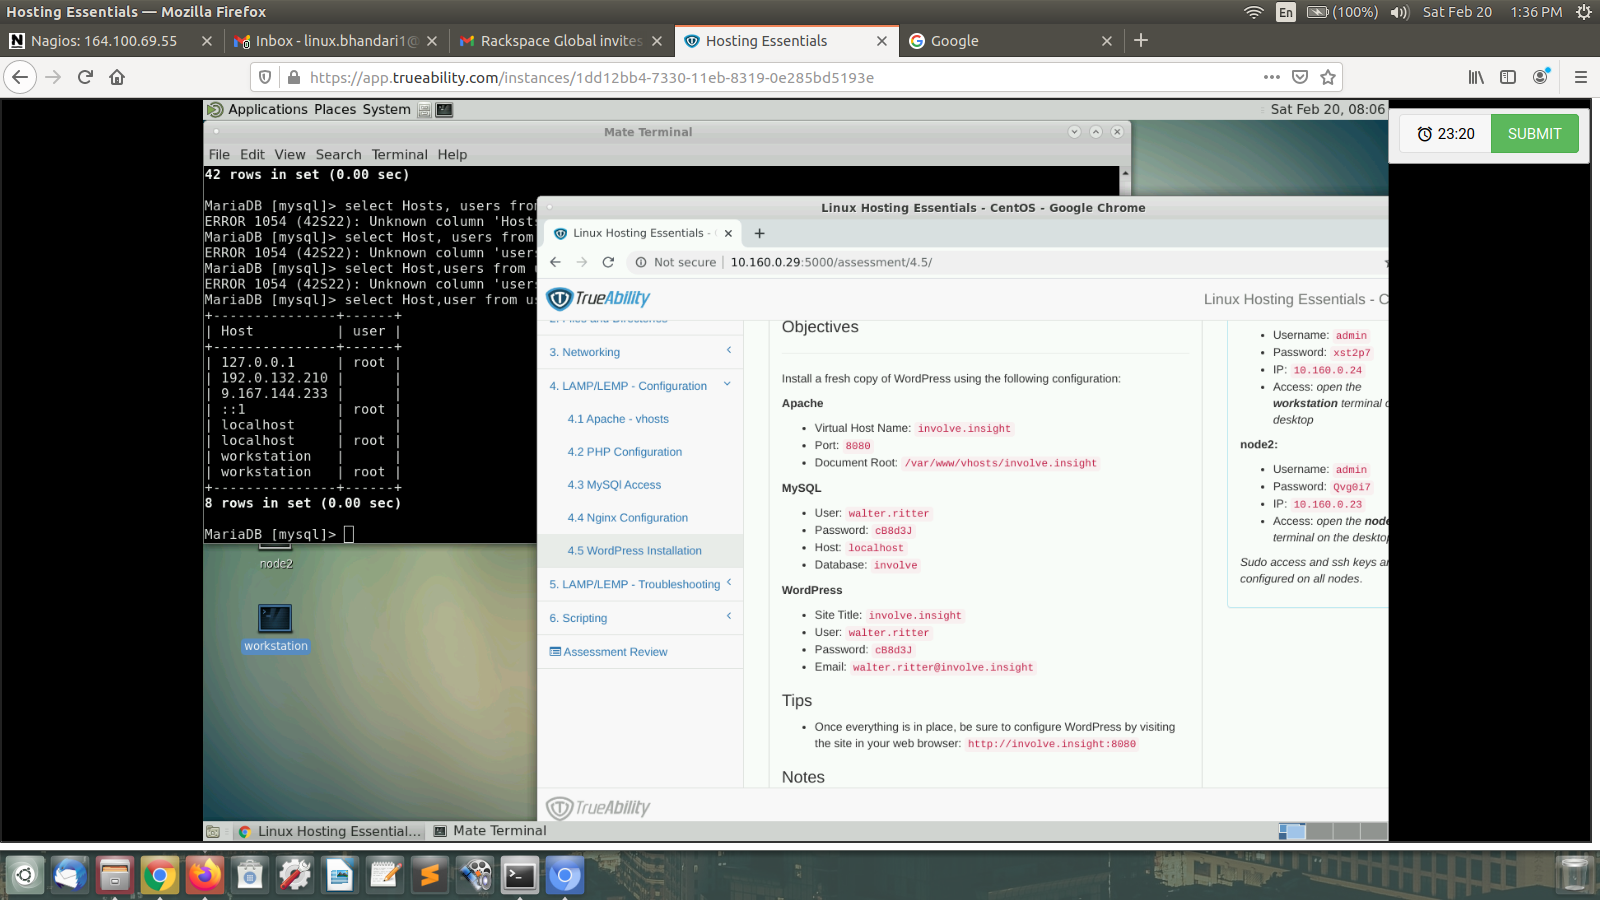 Hosting Essentials — Mozilla Firefox
En (100%) Sat Feb 20 1:36 PM
Nagios: 164.100.69.55
Inbox - linux.bhandari1@
Rackspace Global invites
Hosting Essentials
Google
https://app.trueability.com/instances/1dd12bb4-7330-11eb-8319-0e285bd5193e
Applications Places System
Sat Feb 20, 08:06
23:20 SUBMIT
Mate Terminal
File Edit View Search Terminal Help
42 rows in set (0.00 sec)
MariaDB [mysql]> select Hosts, users from
ERROR 1054 (42S22): Unknown column 'Hosts
MariaDB [mysql]> select Host, users from
ERROR 1054 (42S22): Unknown column 'users
MariaDB [mysql]> select Host,users from
ERROR 1054 (42S22): Unknown column 'users
MariaDB [mysql]> select Host,user from us
+---------------+------+
| Host | user |
+---------------+------+
| 127.0.0.1 | root |
| 192.0.132.210 | |
| 9.167.144.233 | |
| ::1 | root |
| localhost | |
| localhost | root |
| workstation | |
| workstation | root |
+---------------+------+
8 rows in set (0.00 sec)
MariaDB [mysql]>
node2
workstation
Linux Hosting Essentials - CentOS - Google Chrome
Linux Hosting Essentials -
Not secure | 10.160.0.29:5000/assessment/4.5/
TrueAbility
Linux Hosting Essentials - C
3. Networking
4. LAMP/LEMP - Configuration
4.1 Apache - vhosts
4.2 PHP Configuration
4.3 MySQl Access
4.4 Nginx Configuration
4.5 WordPress Installation
5. LAMP/LEMP - Troubleshooting
6. Scripting
Assessment Review
Objectives
Install a fresh copy of WordPress using the following configuration:
Apache
• Virtual Host Name: involve.insight
• Port: 8080
• Document Root: /var/www/vhosts/involve.insight
MySQL
• User: walter.ritter
• Password: cB8d3J
• Host: localhost
• Database: involve
WordPress
• Site Title: involve.insight
• User: walter.ritter
• Password: cB8d3J
• Email: walter.ritter@involve.insight
Tips
• Once everything is in place, be sure to configure WordPress by visiting
the site in your web browser: http://involve.insight:8080
Notes
• Username: admin
• Password: xst2p7
• IP: 10.160.0.24
• Access: open the
workstation terminal
desktop
node2:
• Username: admin
• Password: Qvg0i7
• IP: 10.160.0.23
• Access: open the node
terminal on the desktop
Sudo access and ssh keys ar
configured on all nodes.
TrueAbility
Linux Hosting Essential...
Mate Terminal